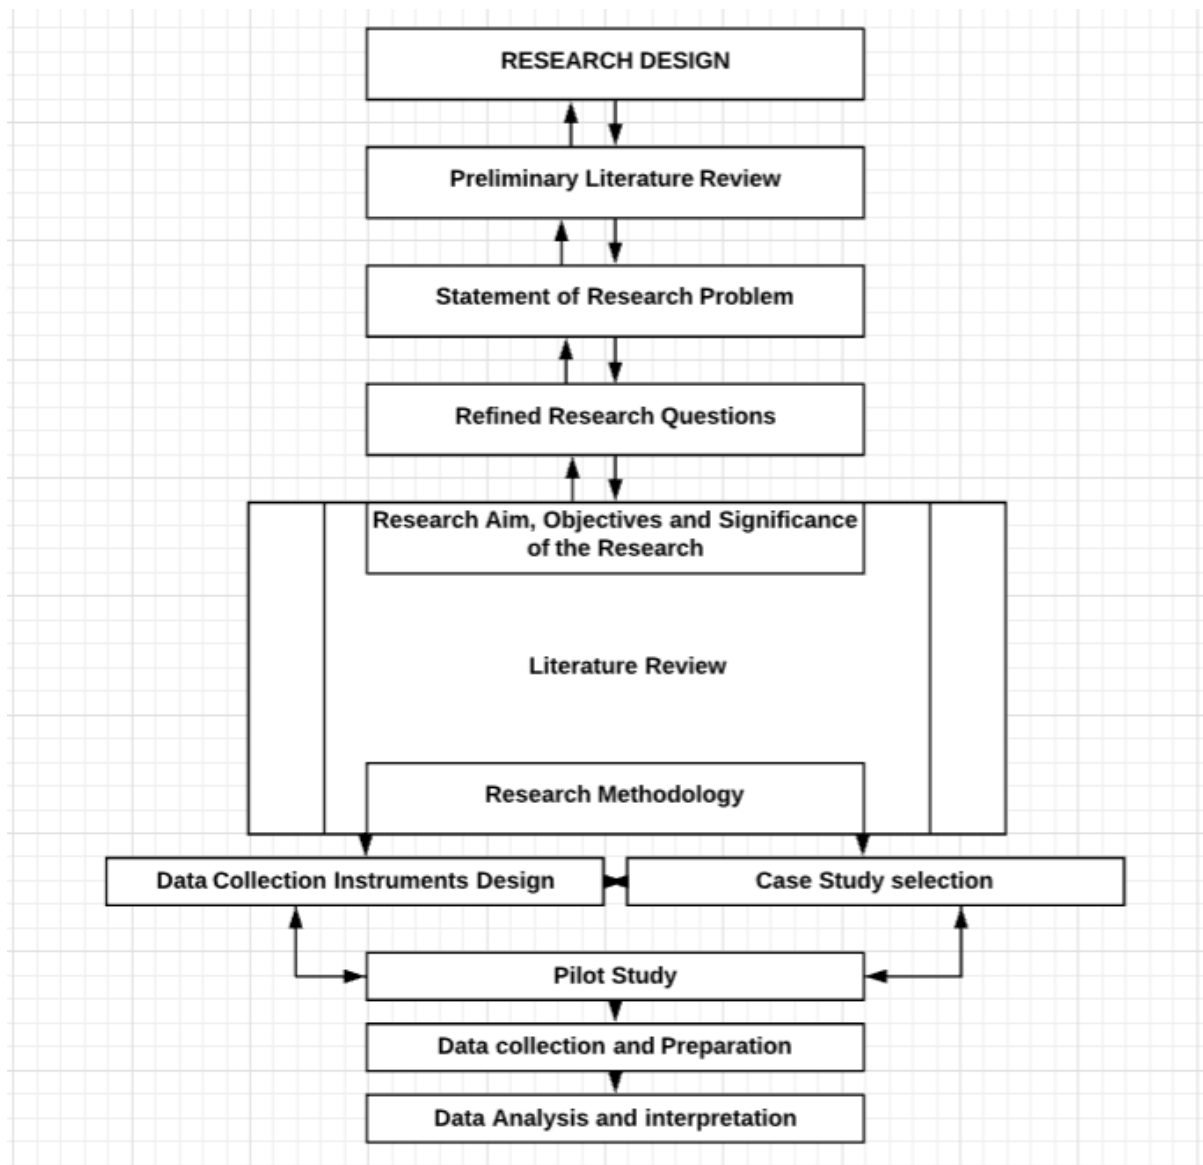 RESEARCH DESIGN
Preliminary Literature Review
Statement of Research Problem
Refined Research Questions
Research Aim, Objectives and Significance
of the Research
Literature Review
Research Methodology
Data Collection Instruments Design
Case Study selection
Pilot Study
Data collection and Preparation
Data Analysis and interpretation